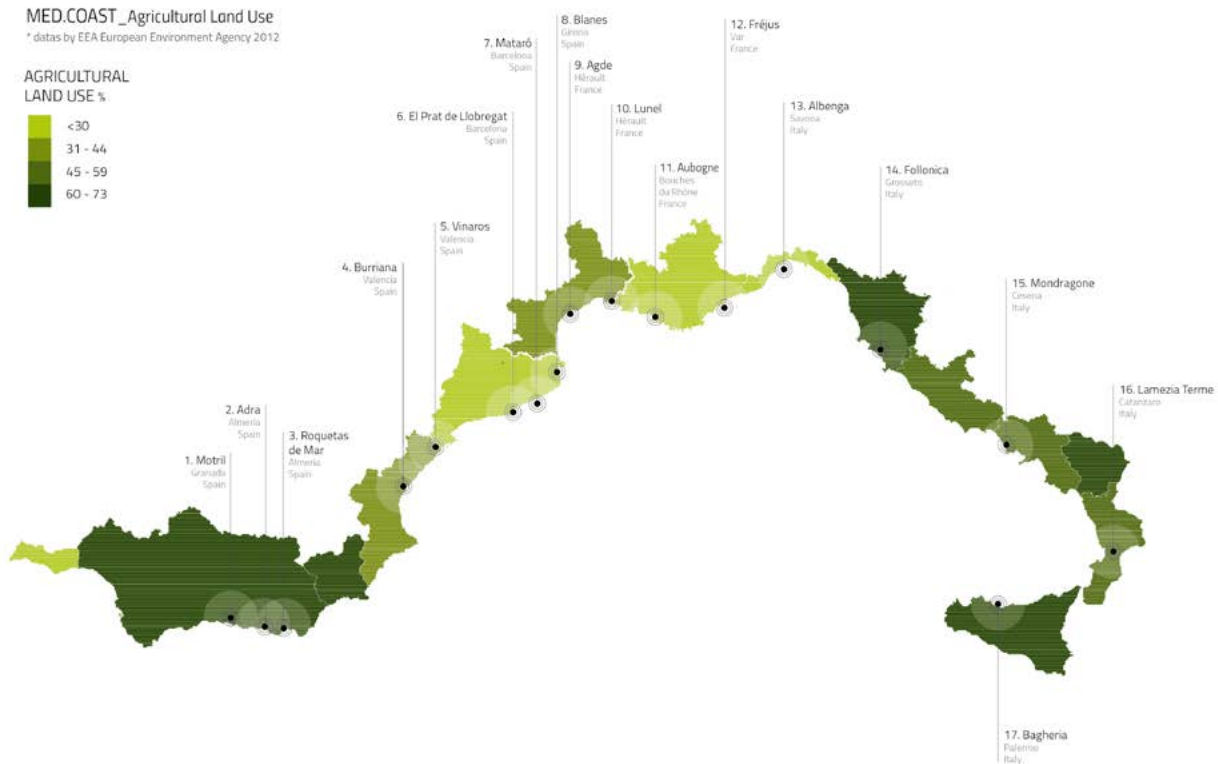 MED.COAST_Agricultural Land Use
* datas by EEA European Environment Agency 2012
AGRICULTURAL
LAND USE %
<30
31 - 44
45 - 59
60 - 73
1. Motril
Granada
Spain
2. Adra
Almeria
Spain
3. Roquetas
de Mar
Almeria
Spain
4. Burriana
Valencia
Spain
5. Vinaros
Valencia
Spain
6. El Prat de Llobregat
Barcelona
Spain
7. Mataró
Barcelona
Spain
8. Blanes
Girona
Spain
9. Agde
Hérault
France
10. Lunel
Hérault
France
11. Aubagne
Bouches
du Rhône
France
12. Fréjus
Var
France
13. Albenga
Savona
Italy
14. Follonica
Grosseto
Italy
15. Mondragone
Italy
16. Lamezia Terme
Italy
17. Bagheria
Palermo
Italy